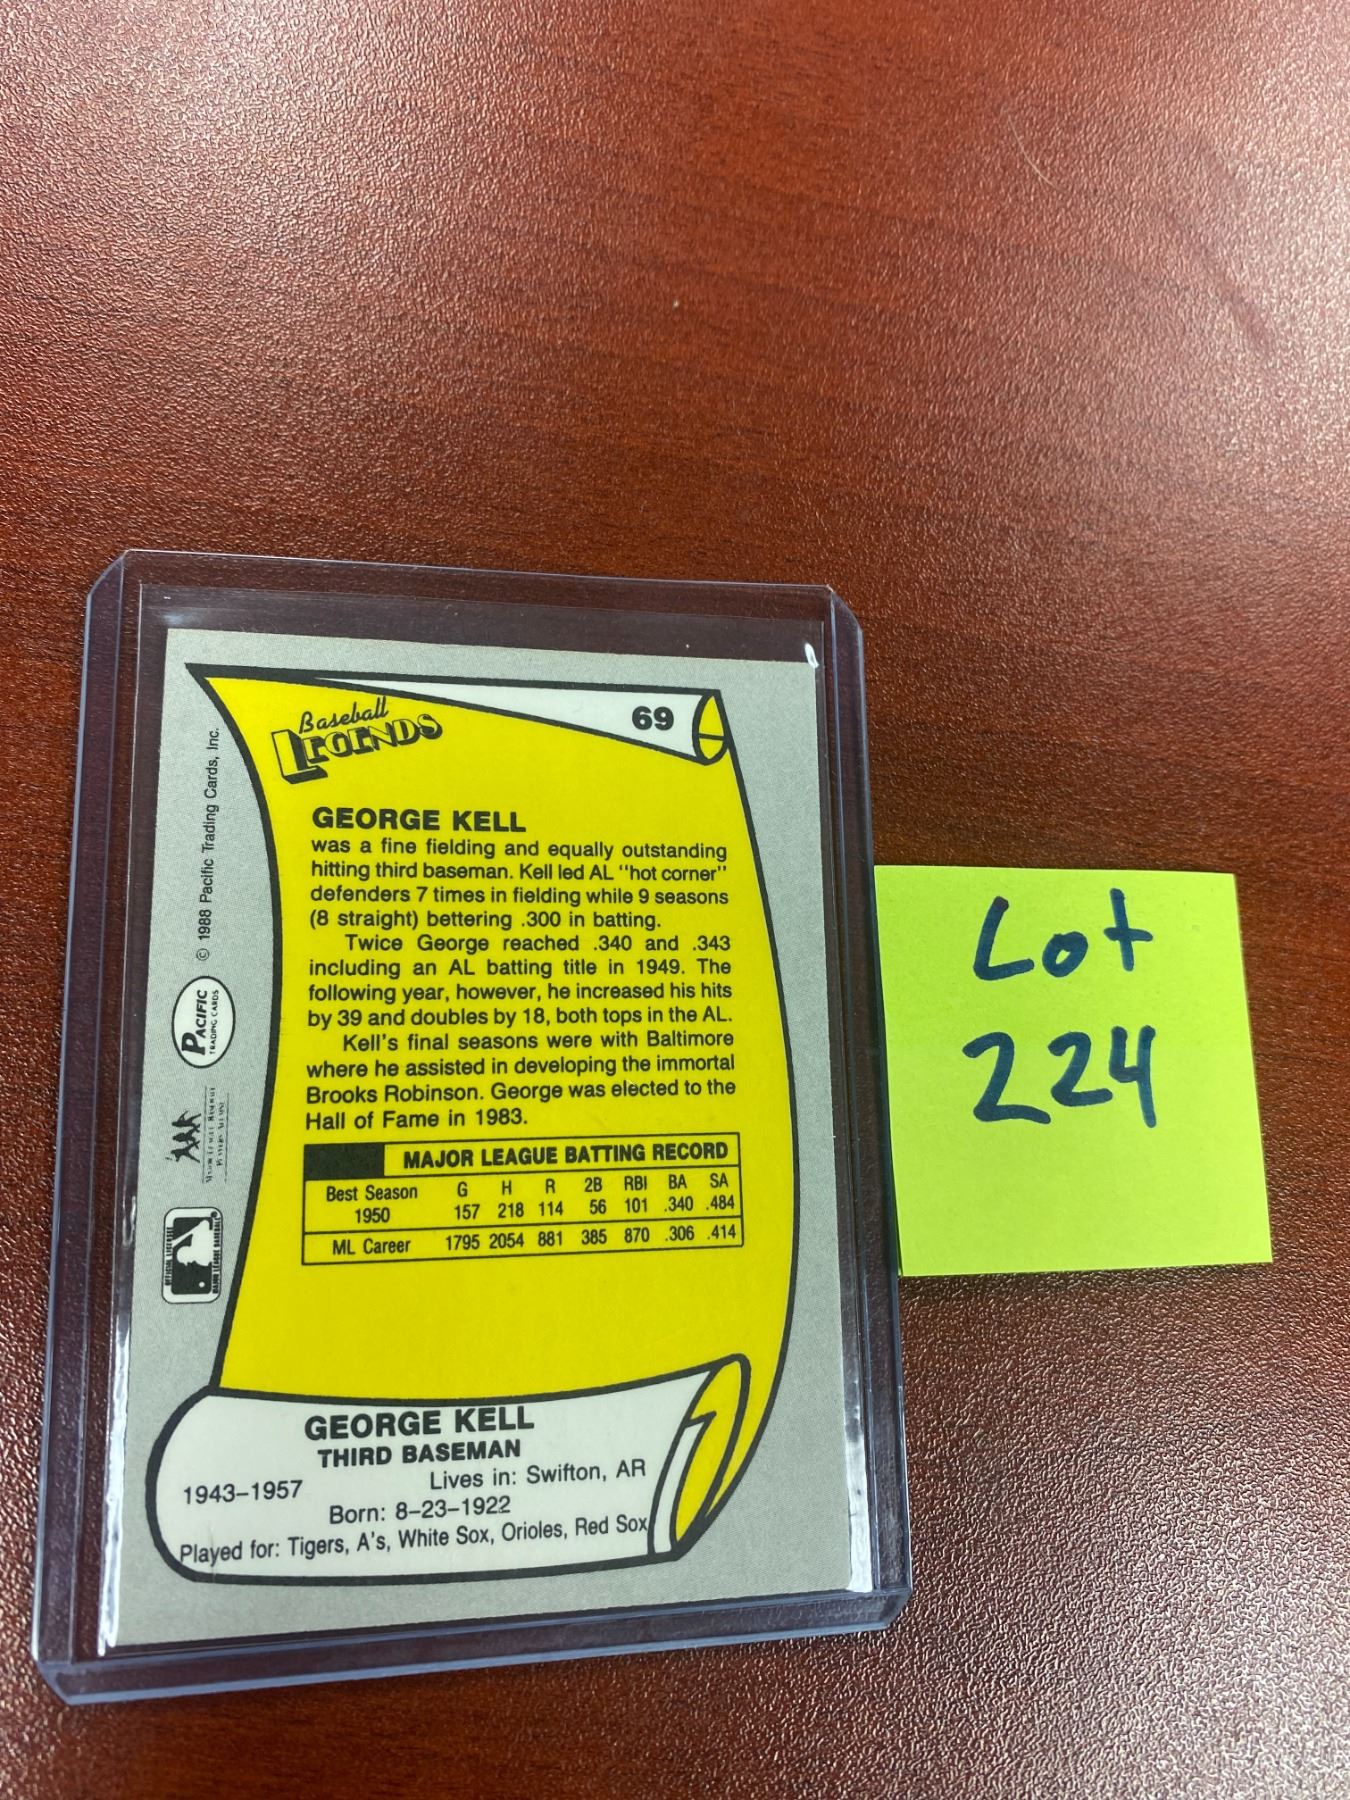 Baseball
LEGENDS
69
GEORGE KELL
was a fine fielding and equally outstanding
hitting third baseman. Kell led AL "hot corner"
defenders 7 times in fielding while 9 seasons
(8 straight) bettering .300 in batting.
Twice George reached .340 and .343
including an AL batting title in 1949. The
following year, however, he increased his hits
by 39 and doubles by 18, both tops in the AL.
Kell's final seasons were with Baltimore
where he assisted in developing the immortal
Brooks Robinson. George was elected to the
Hall of Fame in 1983.
MAJOR LEAGUE BATTING RECORD
Best Season G H R 2B RBI BA SA
1950 157 218 114 56 101 .340 .484
ML Career 1795 2054 881 385 870 .306 .414
GEORGE KELL
THIRD BASEMAN
1943-1957 Lives in: Swifton, AR
Born: 8-23-1922
Played for: Tigers, A's, White Sox, Orioles, Red Sox
© 1988 Pacific Trading Cards, Inc.
PACIFIC
TRADING CARDS
Lot
224